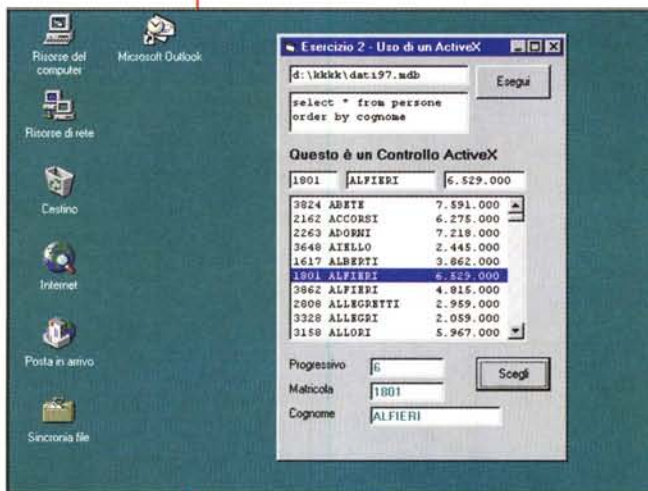 Risorse del
computer
Microsoft Outlook
Risorse di rete
Cestino
Internet
Posta in arrivo
Sincronia file
Esercizio 2 - Uso di un ActiveX
d:\kkkk\dati97.mdb
Esegui
select * from persone
order by cognome
Questo è un Controllo ActiveX
1801 ALFIERI 6.529.000
3824 ABETE 7.591.000
2162 ACCORSI 6.275.000
2263 ADORNI 7.218.000
3648 AIELLO 2.445.000
1617 ALBERTI 3.862.000
1801 ALFIERI 6.529.000
3862 ALFIERI 4.815.000
2808 ALLEGRETTI 2.959.000
3328 ALLEGRI 2.059.000
3158 ALLORI 5.967.000
Progressivo 6
Scegli
Matricola 1801
Cognome ALFIERI